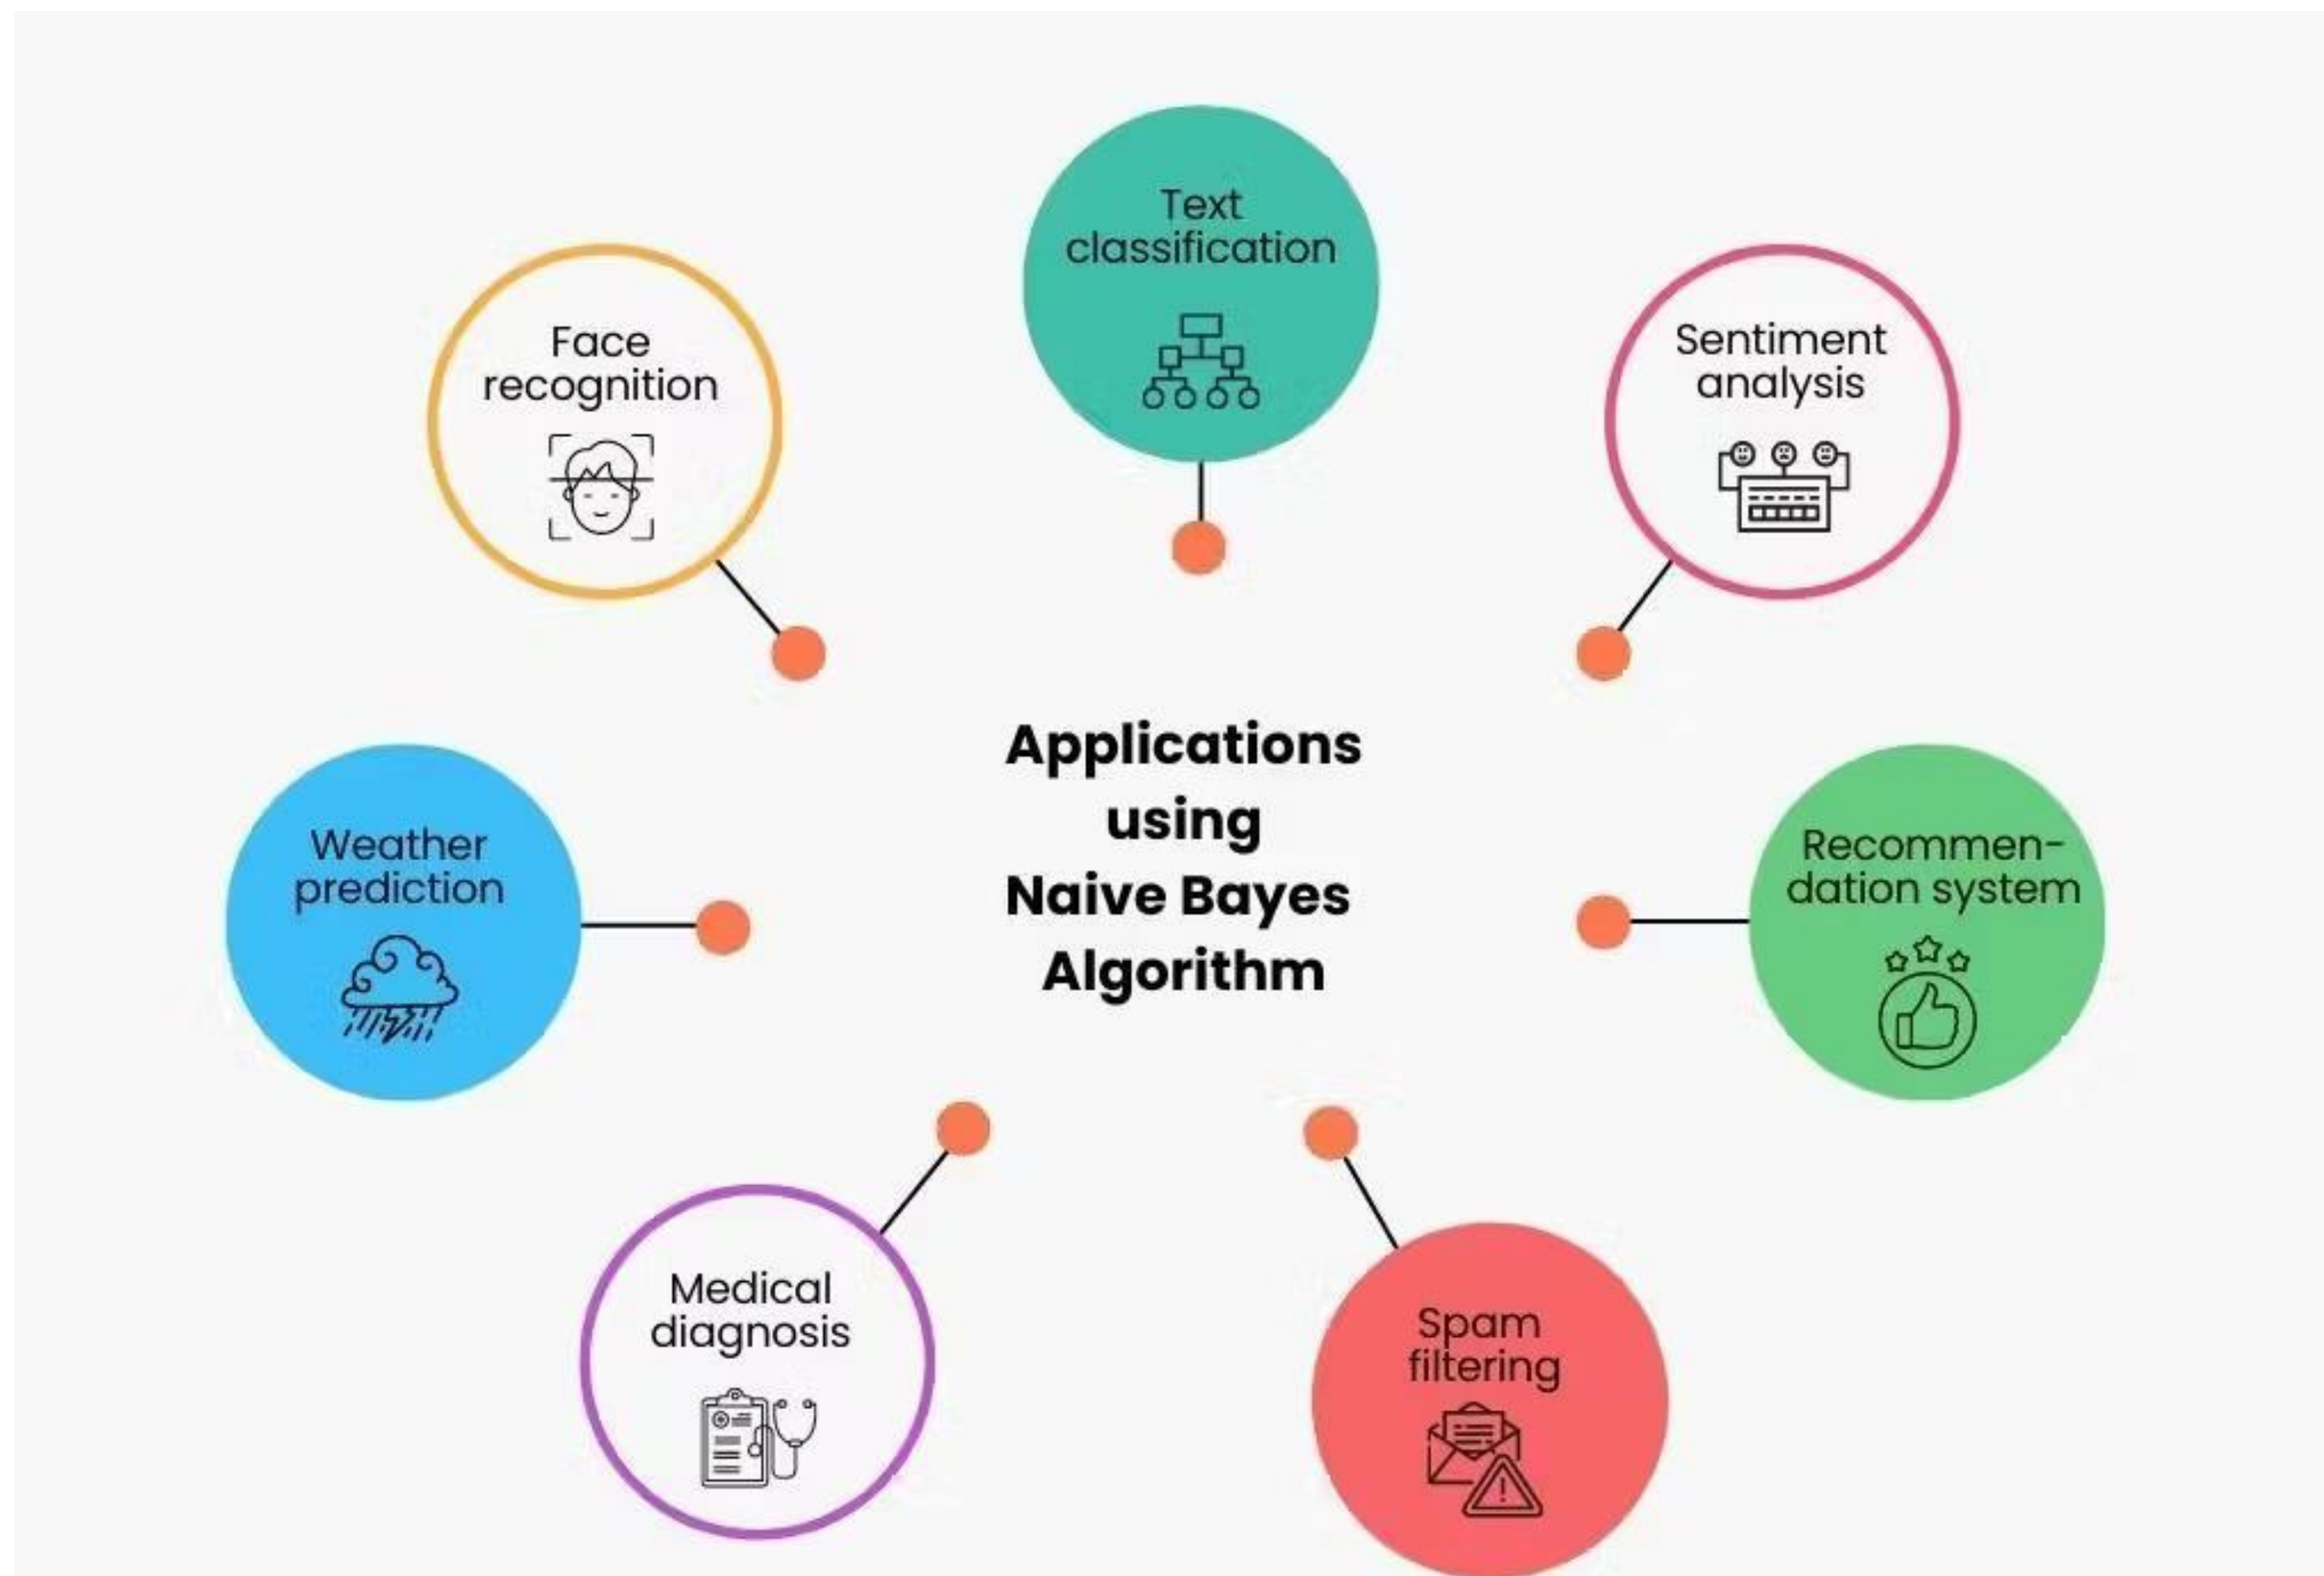 Text
classification
Face
recognition
Sentiment
analysis
Applications
using
Naive Bayes
Algorithm
Weather
prediction
Recommen-
dation system
Medical
diagnosis
Spam
filtering